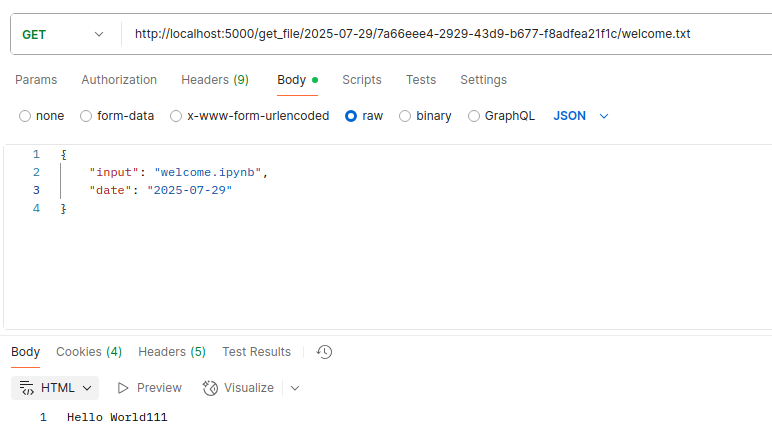 GET http://localhost:5000/get_file/2025-07-29/7a66eee4-2929-43d9-b677-f8adfea21f1c/welcome.txt
Params Authorization Headers (9) Body Scripts Tests Settings
none form-data x-www-form-urlencoded raw binary GraphQL JSON
1 {
2 "input": "welcome.ipynb",
3 "date": "2025-07-29"
4 }
Body Cookies (4) Headers (5) Test Results
HTML Preview Visualize
1 Hello World111